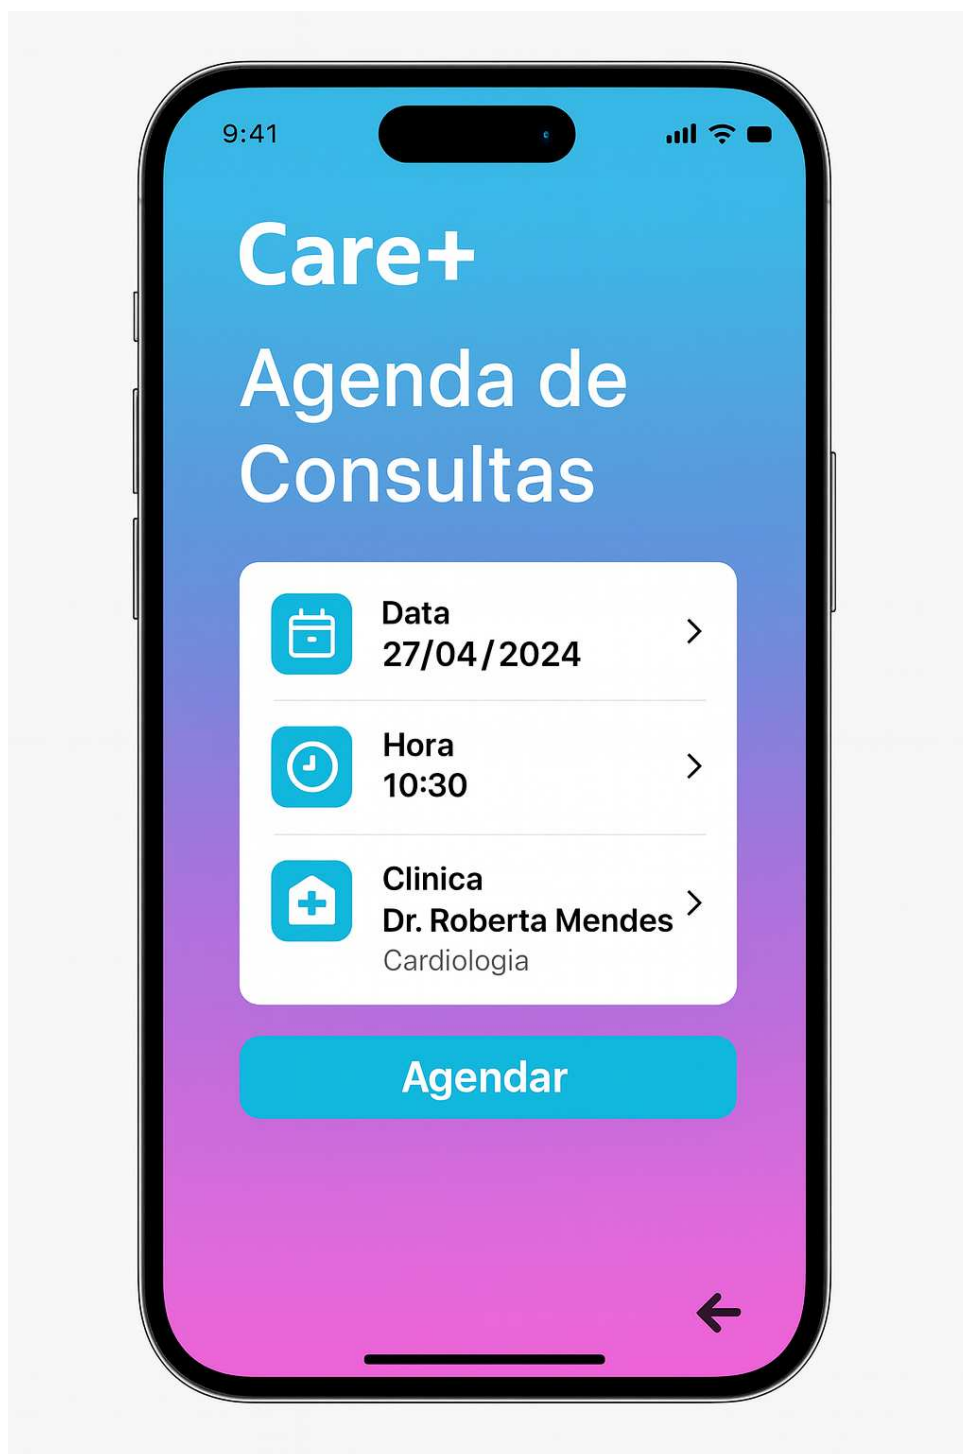 9:41
Care+
Agenda de
Consultas
Data
27/04/2024
Hora
10:30
Clinica
Dr. Roberta Mendes
Cardiologia
Agendar